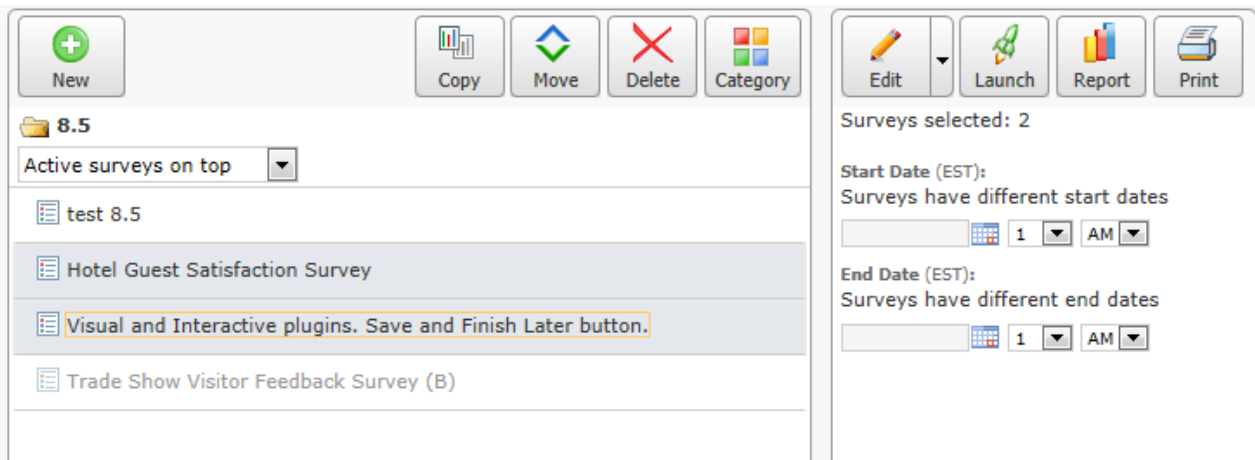 New
Copy
Move
Delete
Category
8.5
Active surveys on top
test 8.5
Hotel Guest Satisfaction Survey
Visual and Interactive plugins. Save and Finish Later button.
Trade Show Visitor Feedback Survey (B)
Edit
Launch
Report
Print
Surveys selected: 2
Start Date (EST):
Surveys have different start dates
1 AM
End Date (EST):
Surveys have different end dates
1 AM